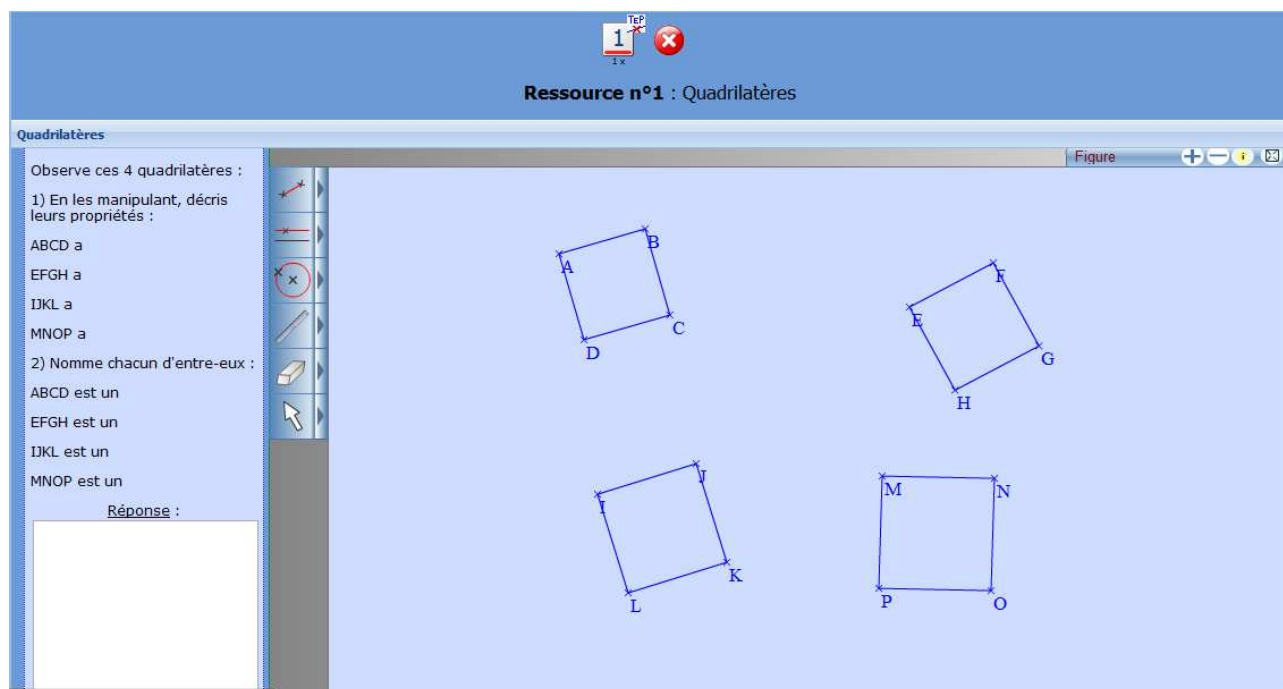 TeP
1
1 x
Ressource n°1 : Quadrilatères
Quadrilatères
Figure
i
Observe ces 4 quadrilatères :
1) En les manipulant, décris
leurs propriétés :
ABCD a
EFGH a
IJKL a
MNOP a
2) Nomme chacun d'entre-eux :
ABCD est un
EFGH est un
IJKL est un
MNOP est un
Réponse :
A
B
C
D
E
F
G
H
I
J
K
L
M
N
O
P